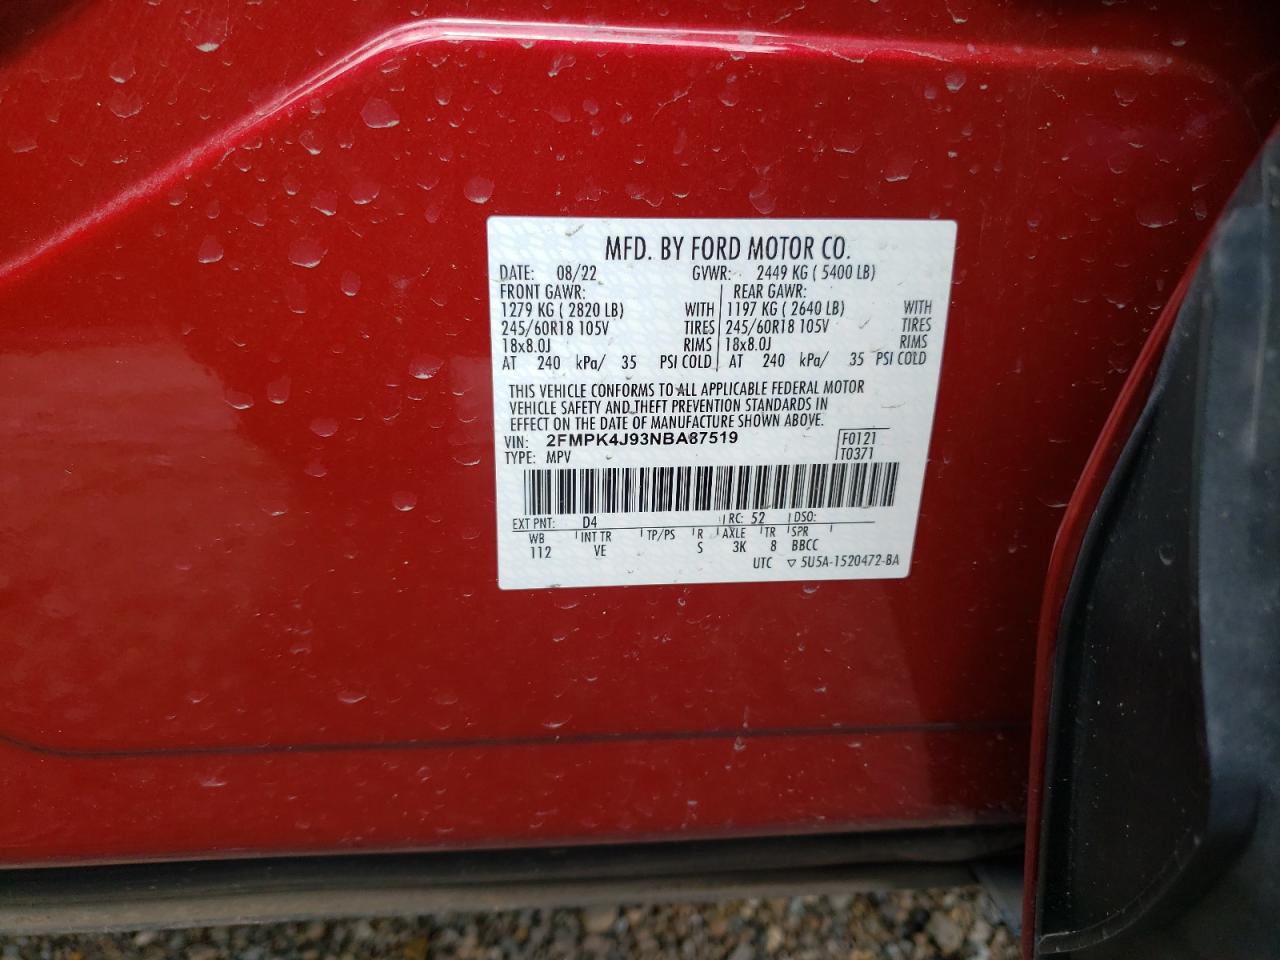 MFD. BY FORD MOTOR CO.
DATE: 08/22 GVWR: 2449 KG ( 5400 LB)
FRONT GAWR: REAR GAWR:
1279 KG ( 2820 LB) WITH 1197 KG ( 2640 LB) WITH
245/60R18 105V TIRES 245/60R18 105V TIRES
18x8.0J RIMS 18x8.0J RIMS
AT 240 kPa/ 35 PSI COLD AT 240 kPa/ 35 PSI COLD
THIS VEHICLE CONFORMS TO ALL APPLICABLE FEDERAL MOTOR
VEHICLE SAFETY AND THEFT PREVENTION STANDARDS IN
EFFECT ON THE DATE OF MANUFACTURE SHOWN ABOVE.
VIN: 2FMPK4J93NBA87519 F0121
TYPE: MPV T0371
EXT PNT: D4 RC: 52 DSO:
WB INT TR TP/PS R AXLE TR SPR
112 VE S 3K 8 BBCC
UTC ▽ 5U5A-1520472-BA